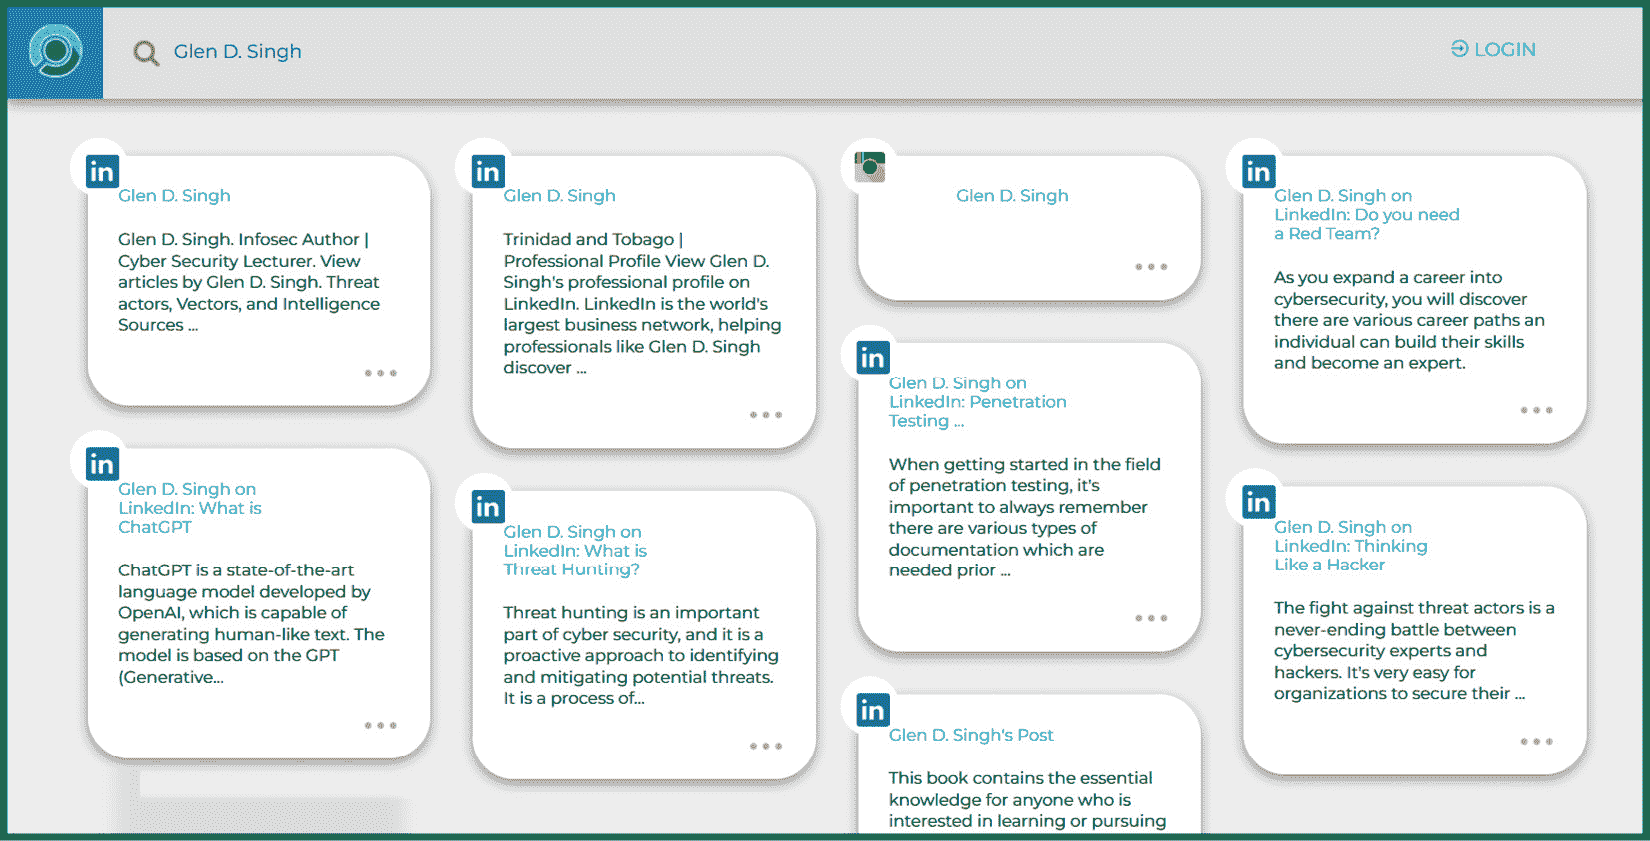 Glen D. Singh
LOGIN
in
Glen D. Singh
Glen D. Singh. Infosec Author |
Cyber Security Lecturer. View
articles by Glen D. Singh. Threat
actors, Vectors, and Intelligence
Sources ...
in
Glen D. Singh on
LinkedIn: What is
ChatGPT
ChatGPT is a state-of-the-art
language model developed by
OpenAI, which is capable of
generating human-like text. The
model is based on the GPT
(Generative...
in
Glen D. Singh
Trinidad and Tobago |
Professional Profile View Glen D.
Singh's professional profile on
LinkedIn. LinkedIn is the world's
largest business network, helping
professionals like Glen D. Singh
discover ...
in
Glen D. Singh on
LinkedIn: What is
Threat Hunting?
Threat hunting is an important
part of cyber security, and it is a
proactive approach to identifying
and mitigating potential threats.
It is a process of...
Glen D. Singh
in
Glen D. Singh on
LinkedIn: Penetration
Testing ...
When getting started in the field
of penetration testing, it's
important to always remember
there are various types of
documentation which are
needed prior ...
in
Glen D. Singh's Post
This book contains the essential
knowledge for anyone who is
interested in learning or pursuing
in
Glen D. Singh on
LinkedIn: Do you need
a Red Team?
As you expand a career into
cybersecurity, you will discover
there are various career paths an
individual can build their skills
and become an expert.
in
Glen D. Singh on
LinkedIn: Thinking
Like a Hacker
The fight against threat actors is a
never-ending battle between
cybersecurity experts and
hackers. It's very easy for
organizations to secure their ...